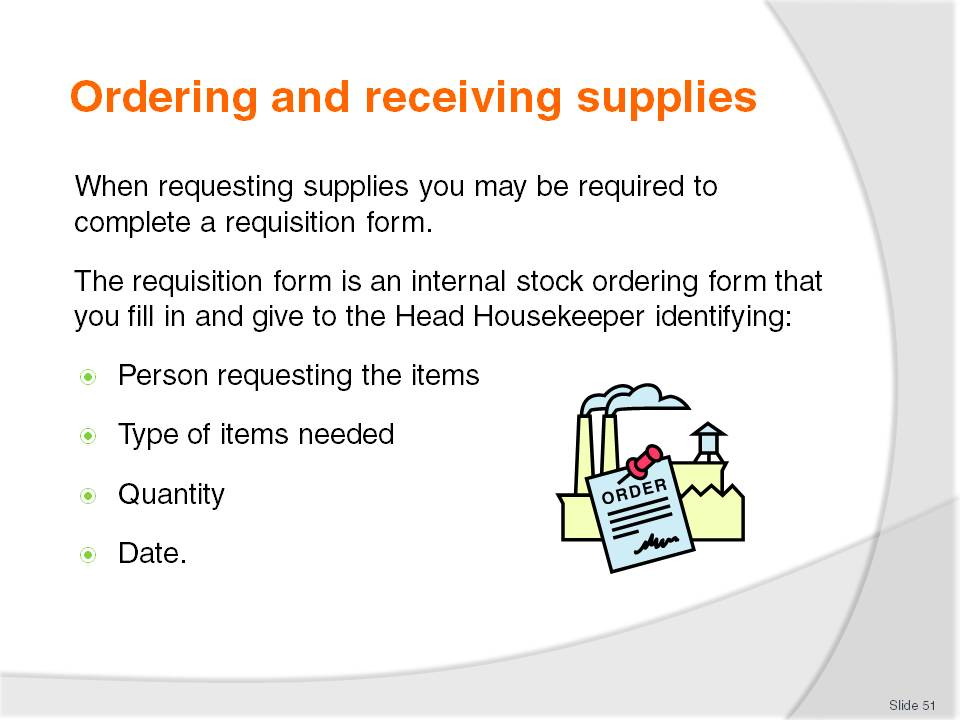 Ordering and receiving supplies
When requesting supplies you may be required to
complete a requisition form.
The requisition form is an internal stock ordering form that
you fill in and give to the Head Housekeeper identifying:
Person requesting the items
Type of items needed
Quantity
Date.
ORDER
Slide 51